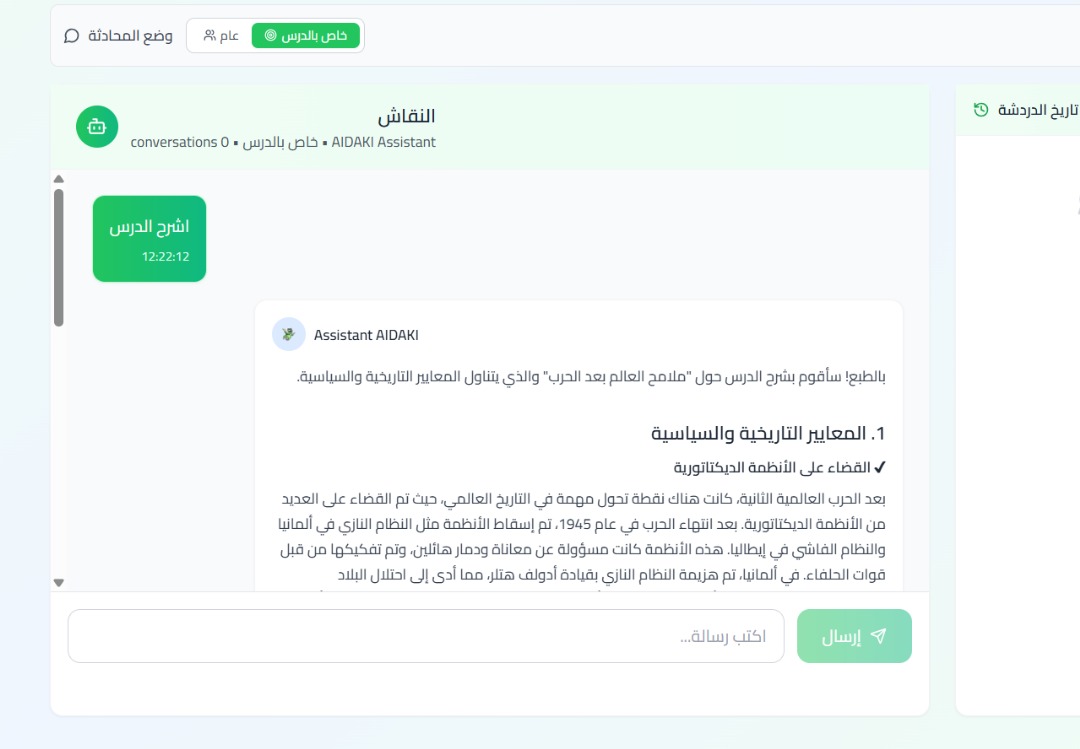 وضع المحادثة
عام
خاص بالدرس
تاريخ الدردشة
النقاش
AIDAKI Assistant • خاص بالدرس • 0 conversations
اشرح الدرس
12:22:12
Assistant AIDAKI
بالطبع! سأقوم بشرح الدرس حول "ملامح العالم بعد الحرب" والذي يتناول المعايير التاريخية والسياسية.
1. المعايير التاريخية والسياسية
✔ القضاء على الأنظمة الديكتاتورية
بعد الحرب العالمية الثانية، كانت هناك نقطة تحول مهمة في التاريخ العالمي، حيث تم القضاء على العديد
من الأنظمة الديكتاتورية. بعد انتهاء الحرب في عام 1945، تم إسقاط الأنظمة مثل النظام النازي في ألمانيا
والنظام الفاشي في إيطاليا. هذه الأنظمة كانت مسؤولة عن معاناة ودمار هائلين، وتم تفكيكها من قبل
قوات الحلفاء. في ألمانيا، تم هزيمة النظام النازي بقيادة أدولف هتلر، مما أدى إلى احتلال البلاد
اكتب رسالة...
إرسال